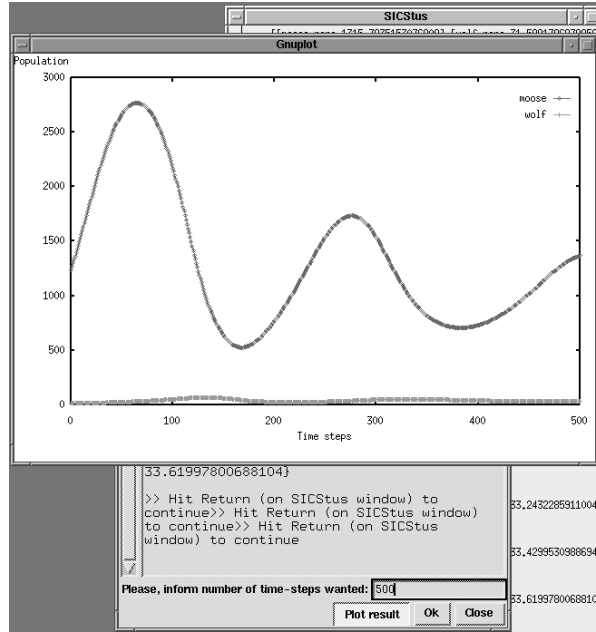 SICStus
Gnuplot
Population
3000
2500
2000
1500
1000
500
0
moose
wolf
0 100 200 300 400 500
Time steps
33.61997800688104}
>> Hit Return (on SICStus window) to
continue>> Hit Return (on SICStus window)
to continue>> Hit Return (on SICStus
window) to continue
33.2432285911004
33.4299530988694
33.6199780068810
Please, inform number of time-steps wanted: 500
Plot result Ok Close